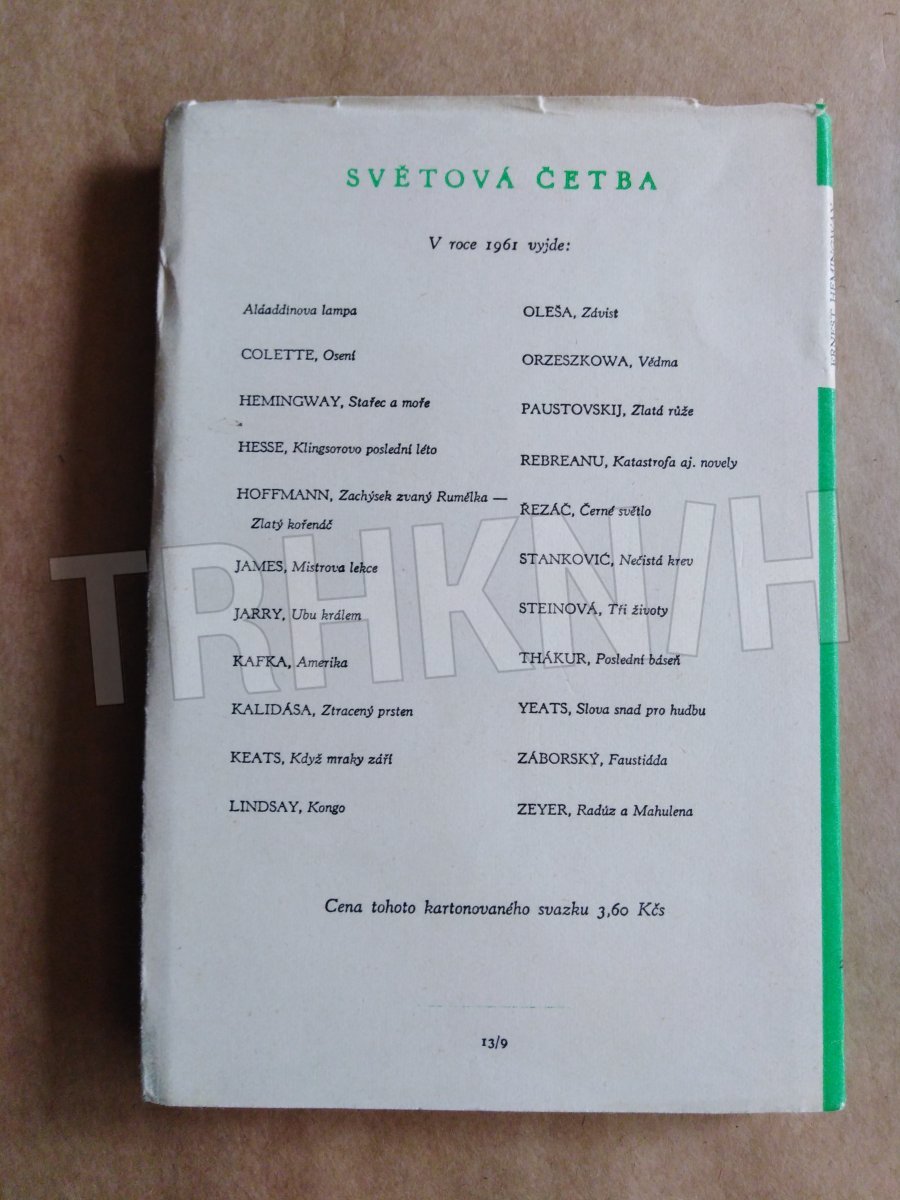 SVĚTOVÁ ČETBA
V roce 1961 vyjde:
Aláaddinova lampa
COLETTE, Osení
HEMINGWAY, Stařec a moře
HESSE, Klingsorovo poslední léto
HOFFMANN, Zachýsek zvaný Rumělka —
Zlatý kořenáč
JAMES, Mistrova lekce
JARRY, Ubu králem
KAFKA, Amerika
KALIDÁSA, Ztracený prsten
KEATS, Když mraky září
LINDSAY, Kongo
OLEŠA, Závist
ORZESZKOWA, Vědma
PAUSTOVSKIJ, Zlatá růže
REBREANU, Katastrofa aj. novely
ŘEZÁČ, Černé světlo
STANKOVIĆ, Nečistá krev
STEINOVÁ, Tři životy
THÁKUR, Poslední báseň
YEATS, Slova snad pro hudbu
ZÁBORSKÝ, Faustiáda
ZEYER, Radúz a Mahulena
Cena tohoto kartonovaného svazku 3,60 Kčs
13/9
ERNEST HEMINGWAY
TRHKNIH